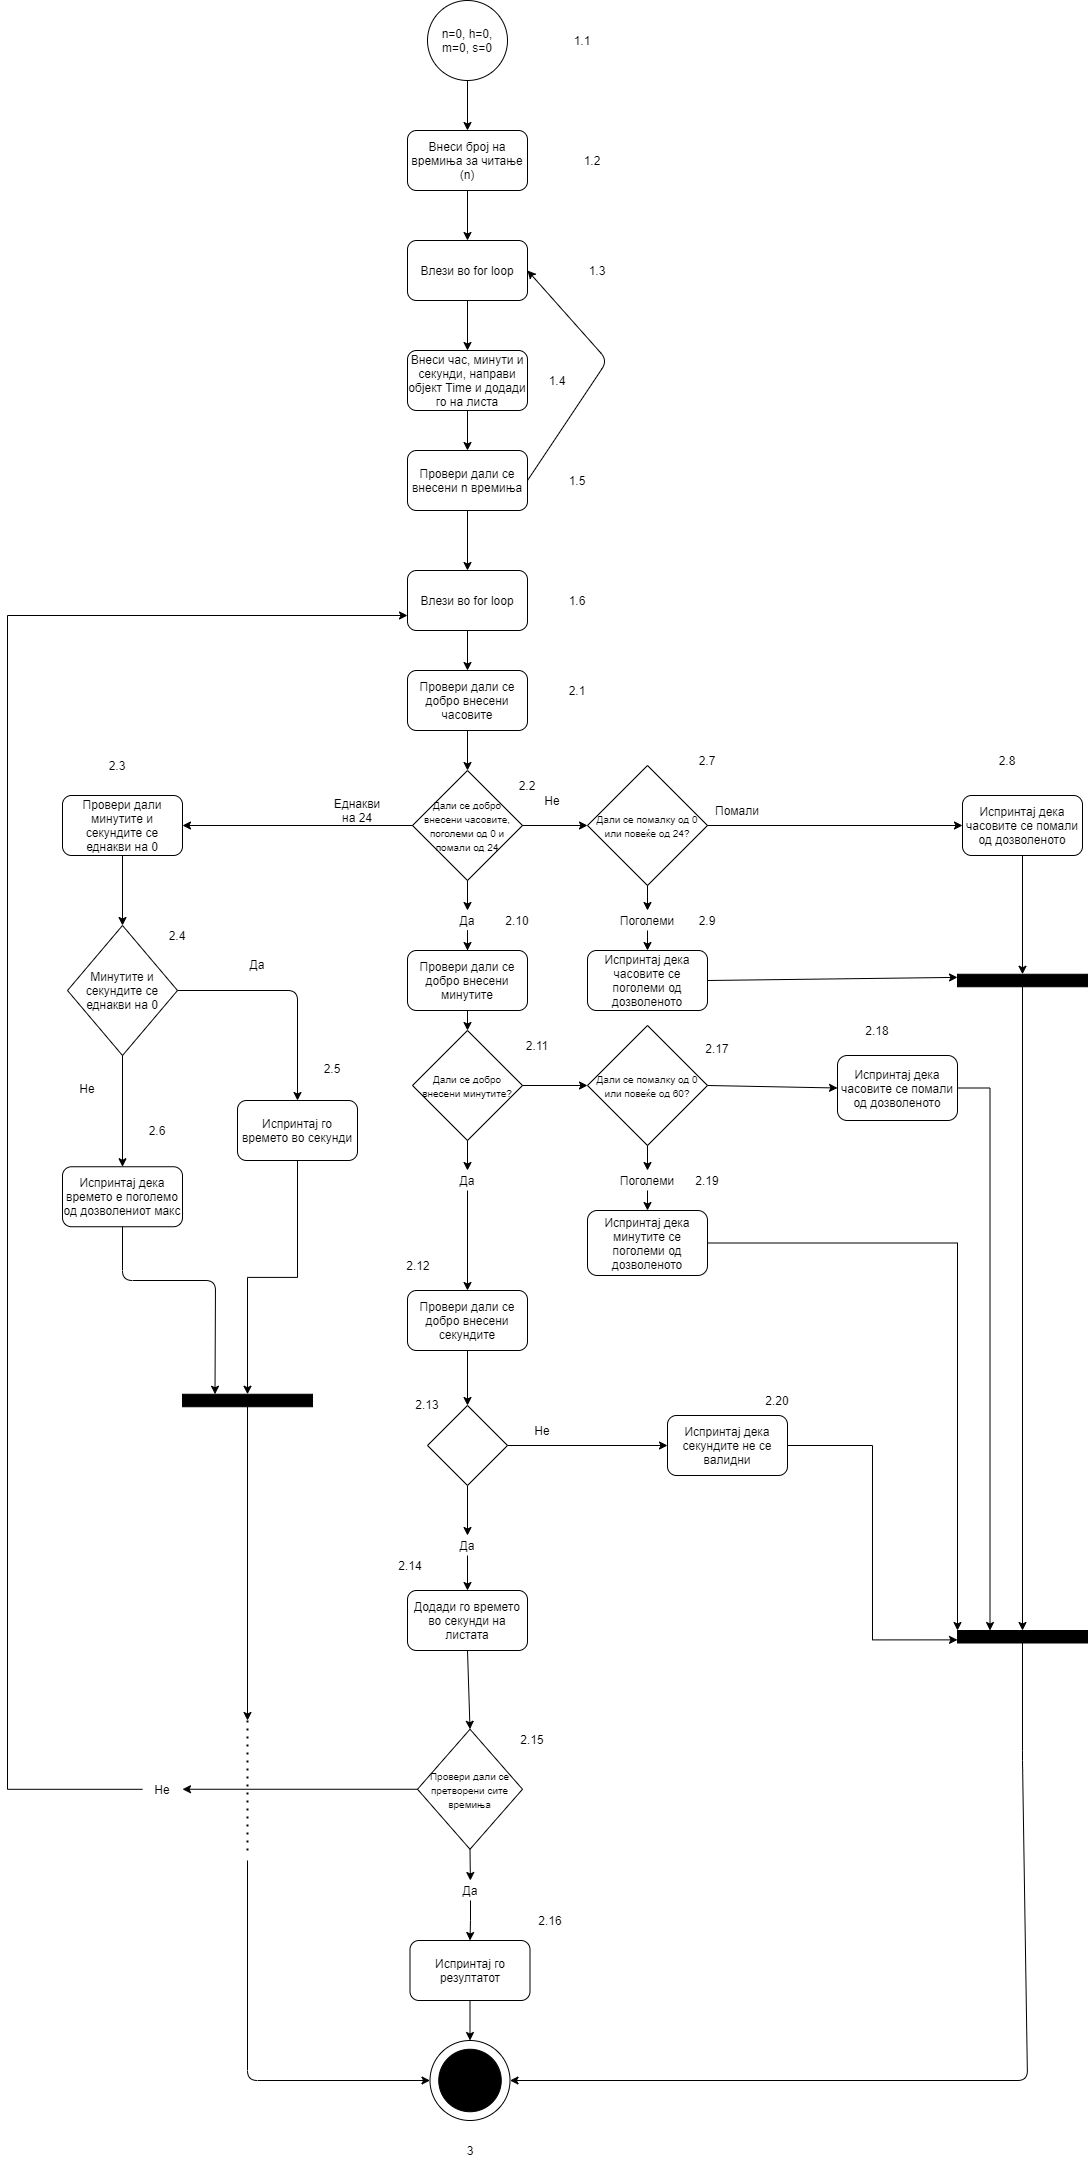 n=0, h=0,
m=0, s=0
1.1
Внеси број на
времиња за читање
(n)
1.2
Влези во for loop
1.3
Внеси час, минути и
секунди, направи
објект Time и додади
го на листа
1.4
Провери дали се
внесени n времиња
1.5
Влези во for loop
1.6
Провери дали се
добро внесени
часовите
2.1
2.3
Провери дали
минутите и
секундите се
еднакви на 0
Еднакви
на 24
Дали се добро
внесени часовите,
поголеми од 0 и
помали од 24
2.2
Не
2.7
Дали се помалку од 0
или повеќе од 24?
Помали
2.8
Испринтај дека
часовите се помали
од дозволеното
Да
2.10
Поголеми
2.9
2.4
Минутите и
секундите се
еднакви на 0
Да
Провери дали се
добро внесени
минутите
Испринтај дека
часовите се
поголеми од
дозволеното
2.11
Дали се добро
внесени минутите?
2.17
Дали се помалку од 0
или повеќе од 60?
2.18
Испринтај дека
часовите се помали
од дозволеното
Не
2.5
Испринтај го
времето во секунди
2.6
Испринтај дека
времето е поголемо
од дозволениот макс
Да
Поголеми
2.19
Испринтај дека
минутите се
поголеми од
дозволеното
2.12
Провери дали се
добро внесени
секундите
2.13
Не
2.20
Испринтај дека
секундите не се
валидни
Да
2.14
Додади го времето
во секунди на
листата
2.15
Провери дали се
претворени сите
времиња
Не
Да
2.16
Испринтај го
резултатот
3